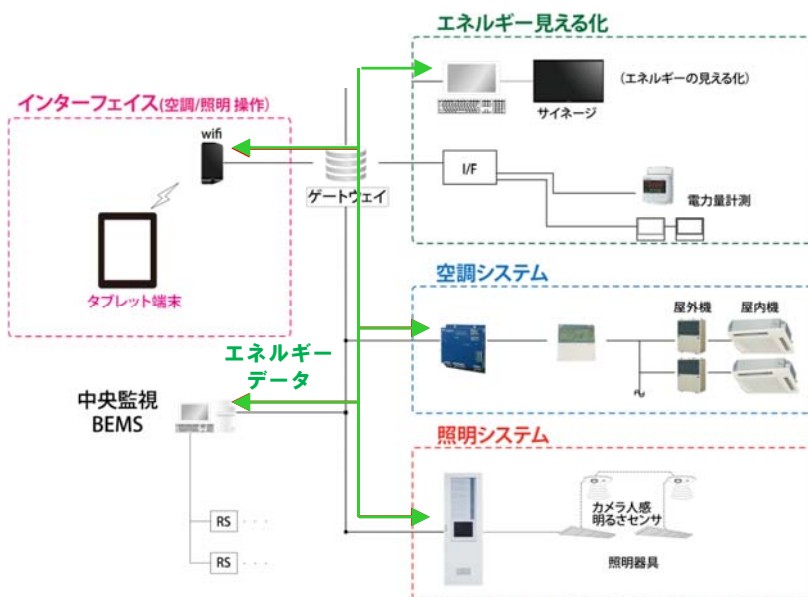 エネルギー見える化
(エネルギーの見える化)
サイネージ
インターフェイス(空調/照明 操作)
wifi
I/F
ゲートウェイ
電力量計測
タブレット端末
空調システム
屋外機 屋内機
エネルギー
データ
中央監視
BEMS
照明システム
カメラ人感
明るさセンサ
RS ・・・
RS ・・・
照明器具